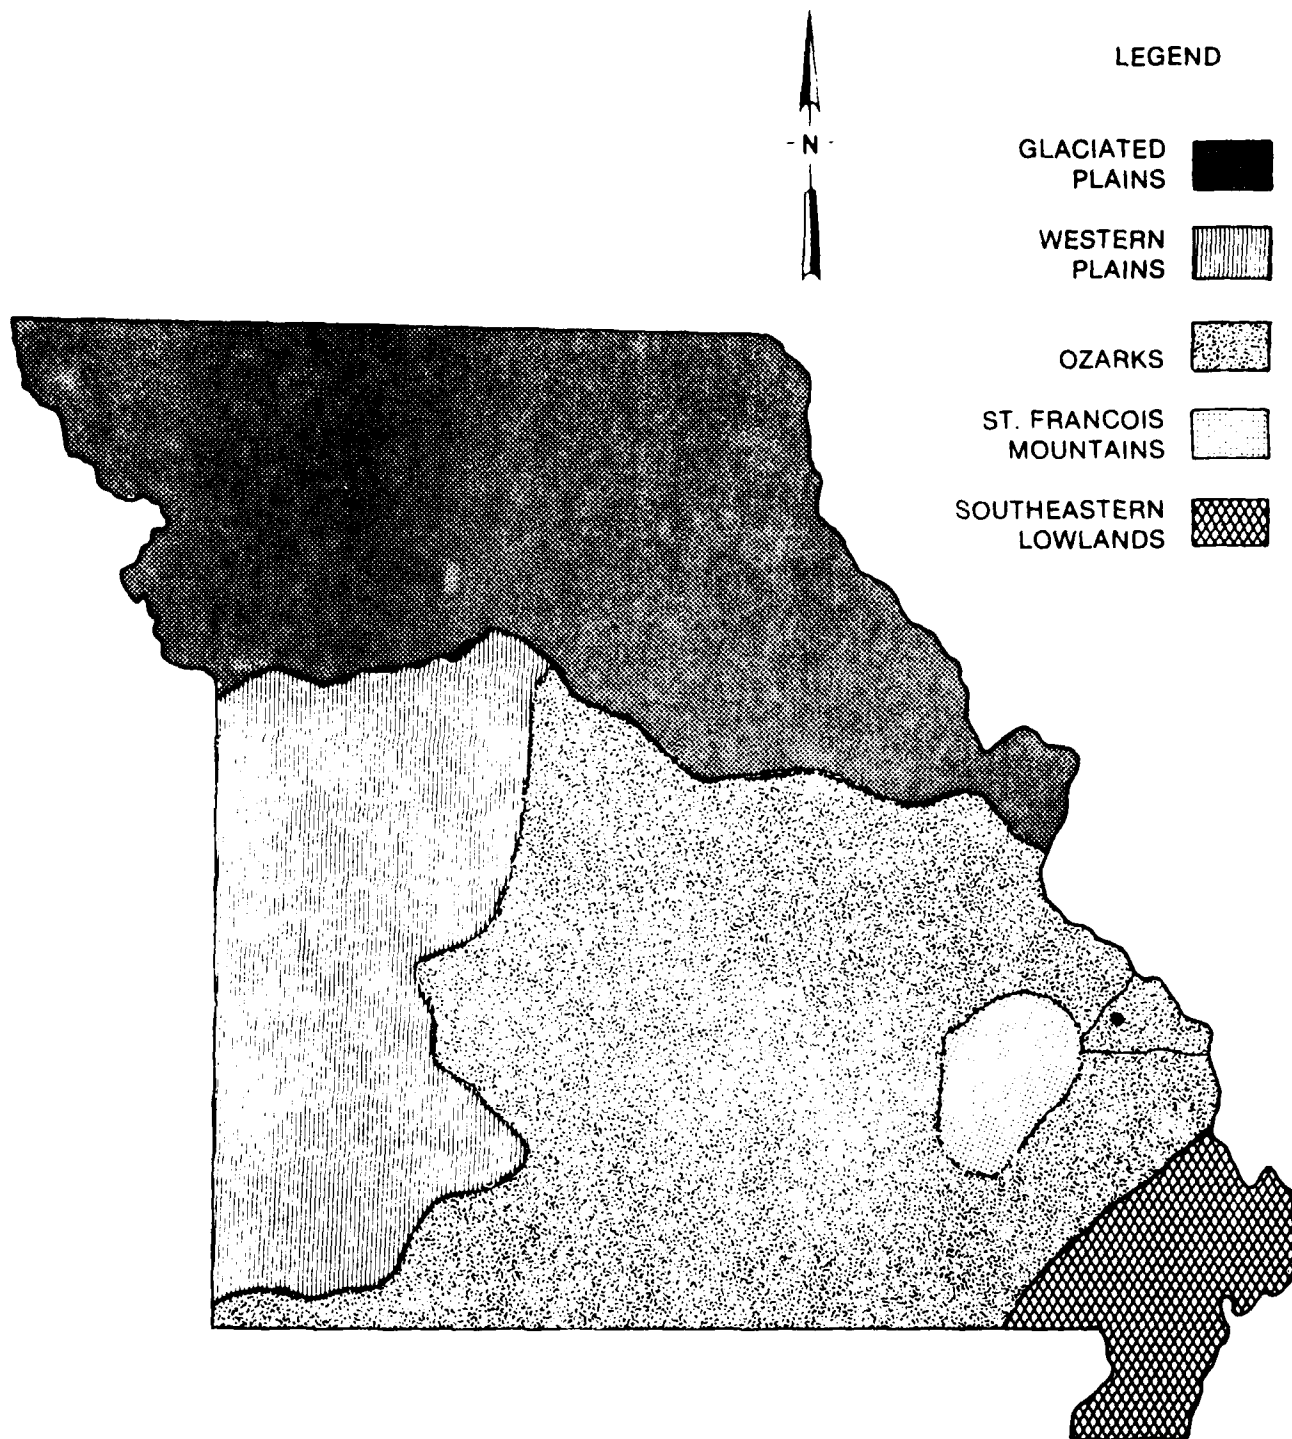 LEGEND
- N -
GLACIATED
PLAINS
WESTERN
PLAINS
OZARKS
ST. FRANCOIS
MOUNTAINS
SOUTHEASTERN
LOWLANDS